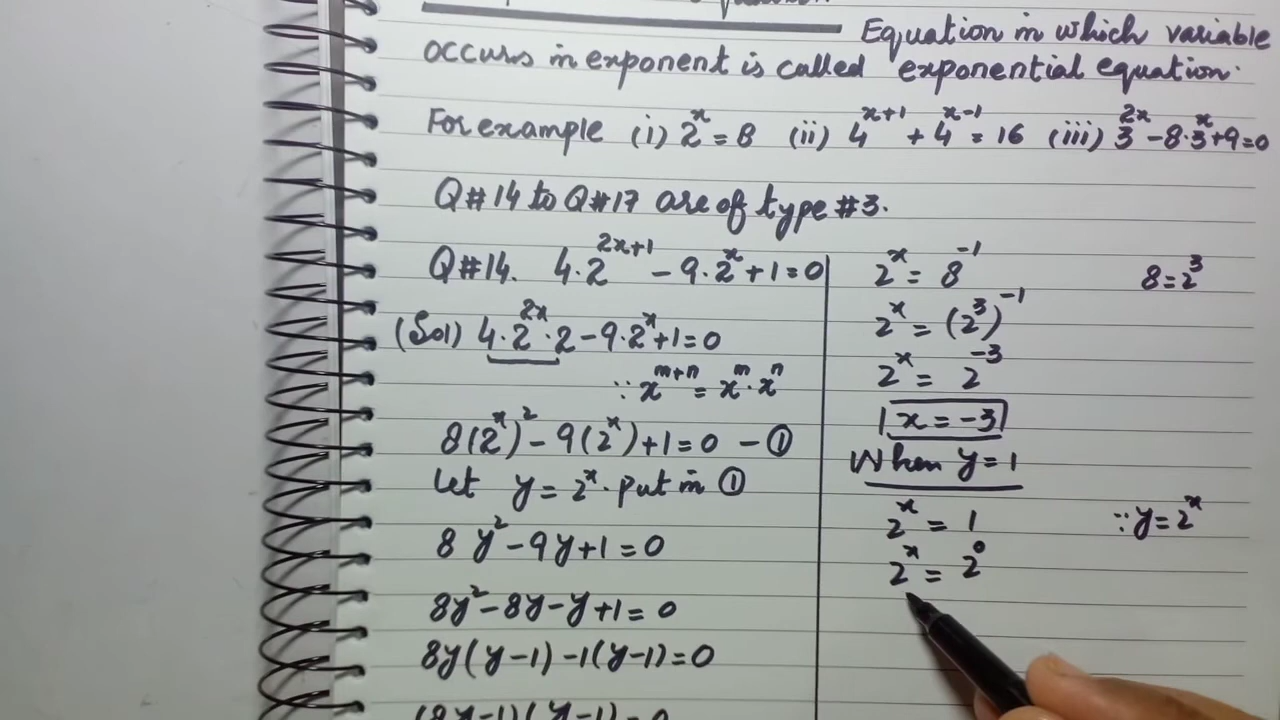 Equation in which variable
occurs in exponent is called exponential equation.
For example (i) 2^x = 8 (ii) 4^{x+1} + 4^{x-1} = 16 (iii) 3^{2x} - 8·3^x + 9 = 0
Q#14 to Q#17 are of type #3.
Q#14. 4·2^{2x+1} - 9·2^x + 1 = 0
(Sol) 4·2^{2x}·2 - 9·2^x + 1 = 0
∵ x^{m+n} = x^m·x^n
8(2^x)^2 - 9(2^x) + 1 = 0 - ①
Let y = 2^x. put in ①
8y^2 - 9y + 1 = 0
8y^2 - 8y - y + 1 = 0
8y(y-1) - 1(y-1) = 0
(8y-1)(y-1) = 0
2^x = 8^{-1} 8 = 2^3
2^x = (2^3)^{-1}
2^x = 2^{-3}
x = -3
When y = 1
2^x = 1 ∵ y = 2^x
2^x = 2^0